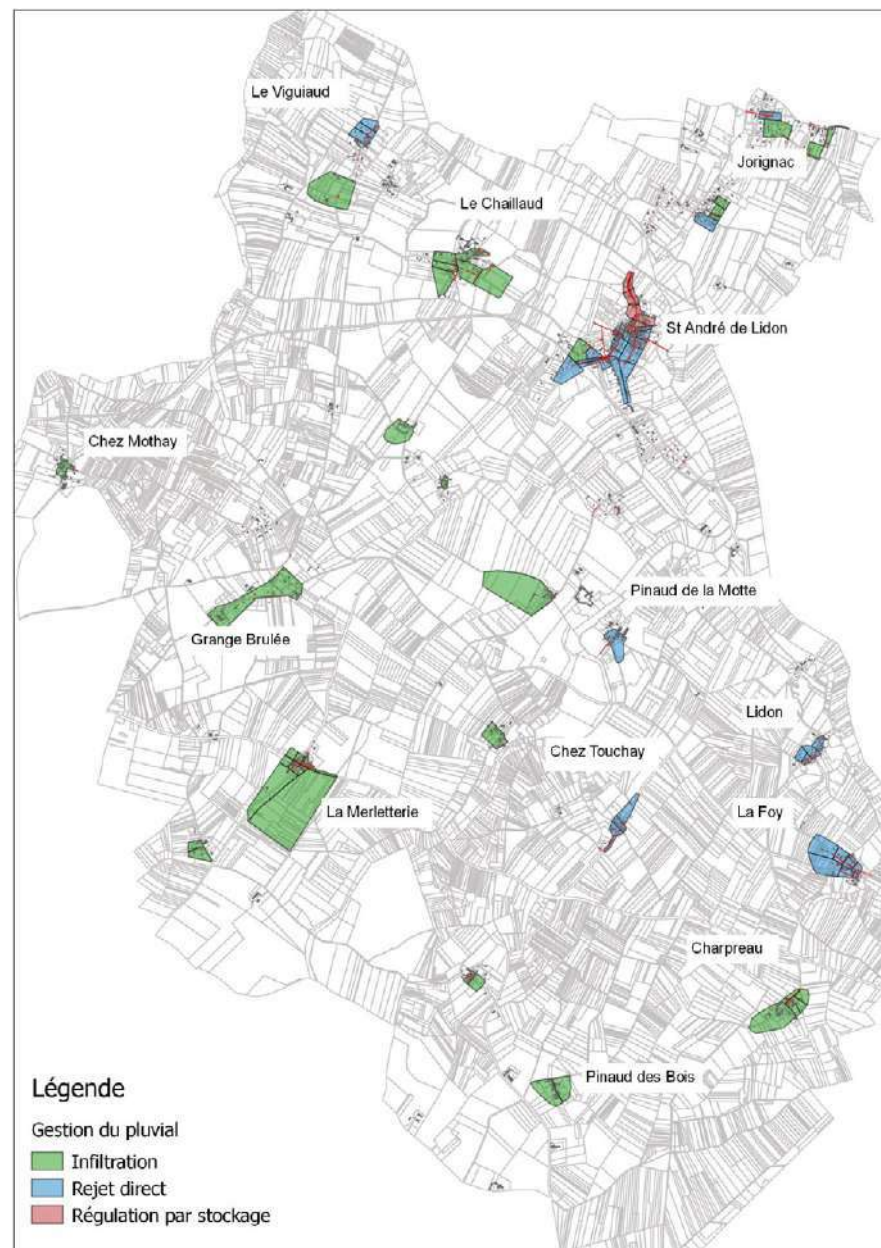 Le Viguiaud
Jorignac
Le Chaillaud
St André de Lidon
Chez Mothay
Pinaud de la Motte
Grange Brulée
Lidon
Chez Touchay
La Merletterie
La Foy
Charpreau
Pinaud des Bois
Légende
Gestion du pluvial
Infiltration
Rejet direct
Régulation par stockage